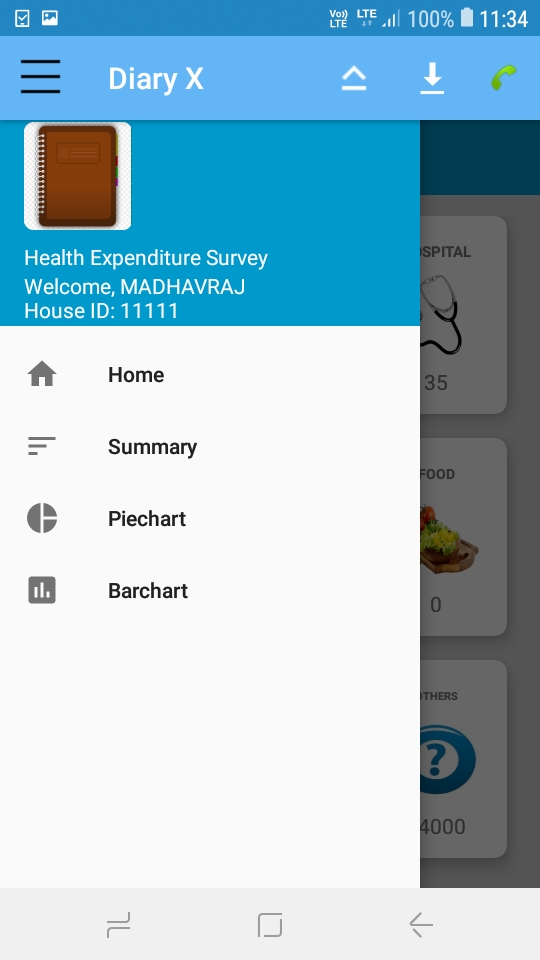 Vo)) LTE LTE 100% 11:34
Diary X
Health Expenditure Survey
Welcome, MADHAVRAJ
House ID: 11111
Home
Summary
Piechart
Barchart
OSPITAL
35
FOOD
0
THERS
4000